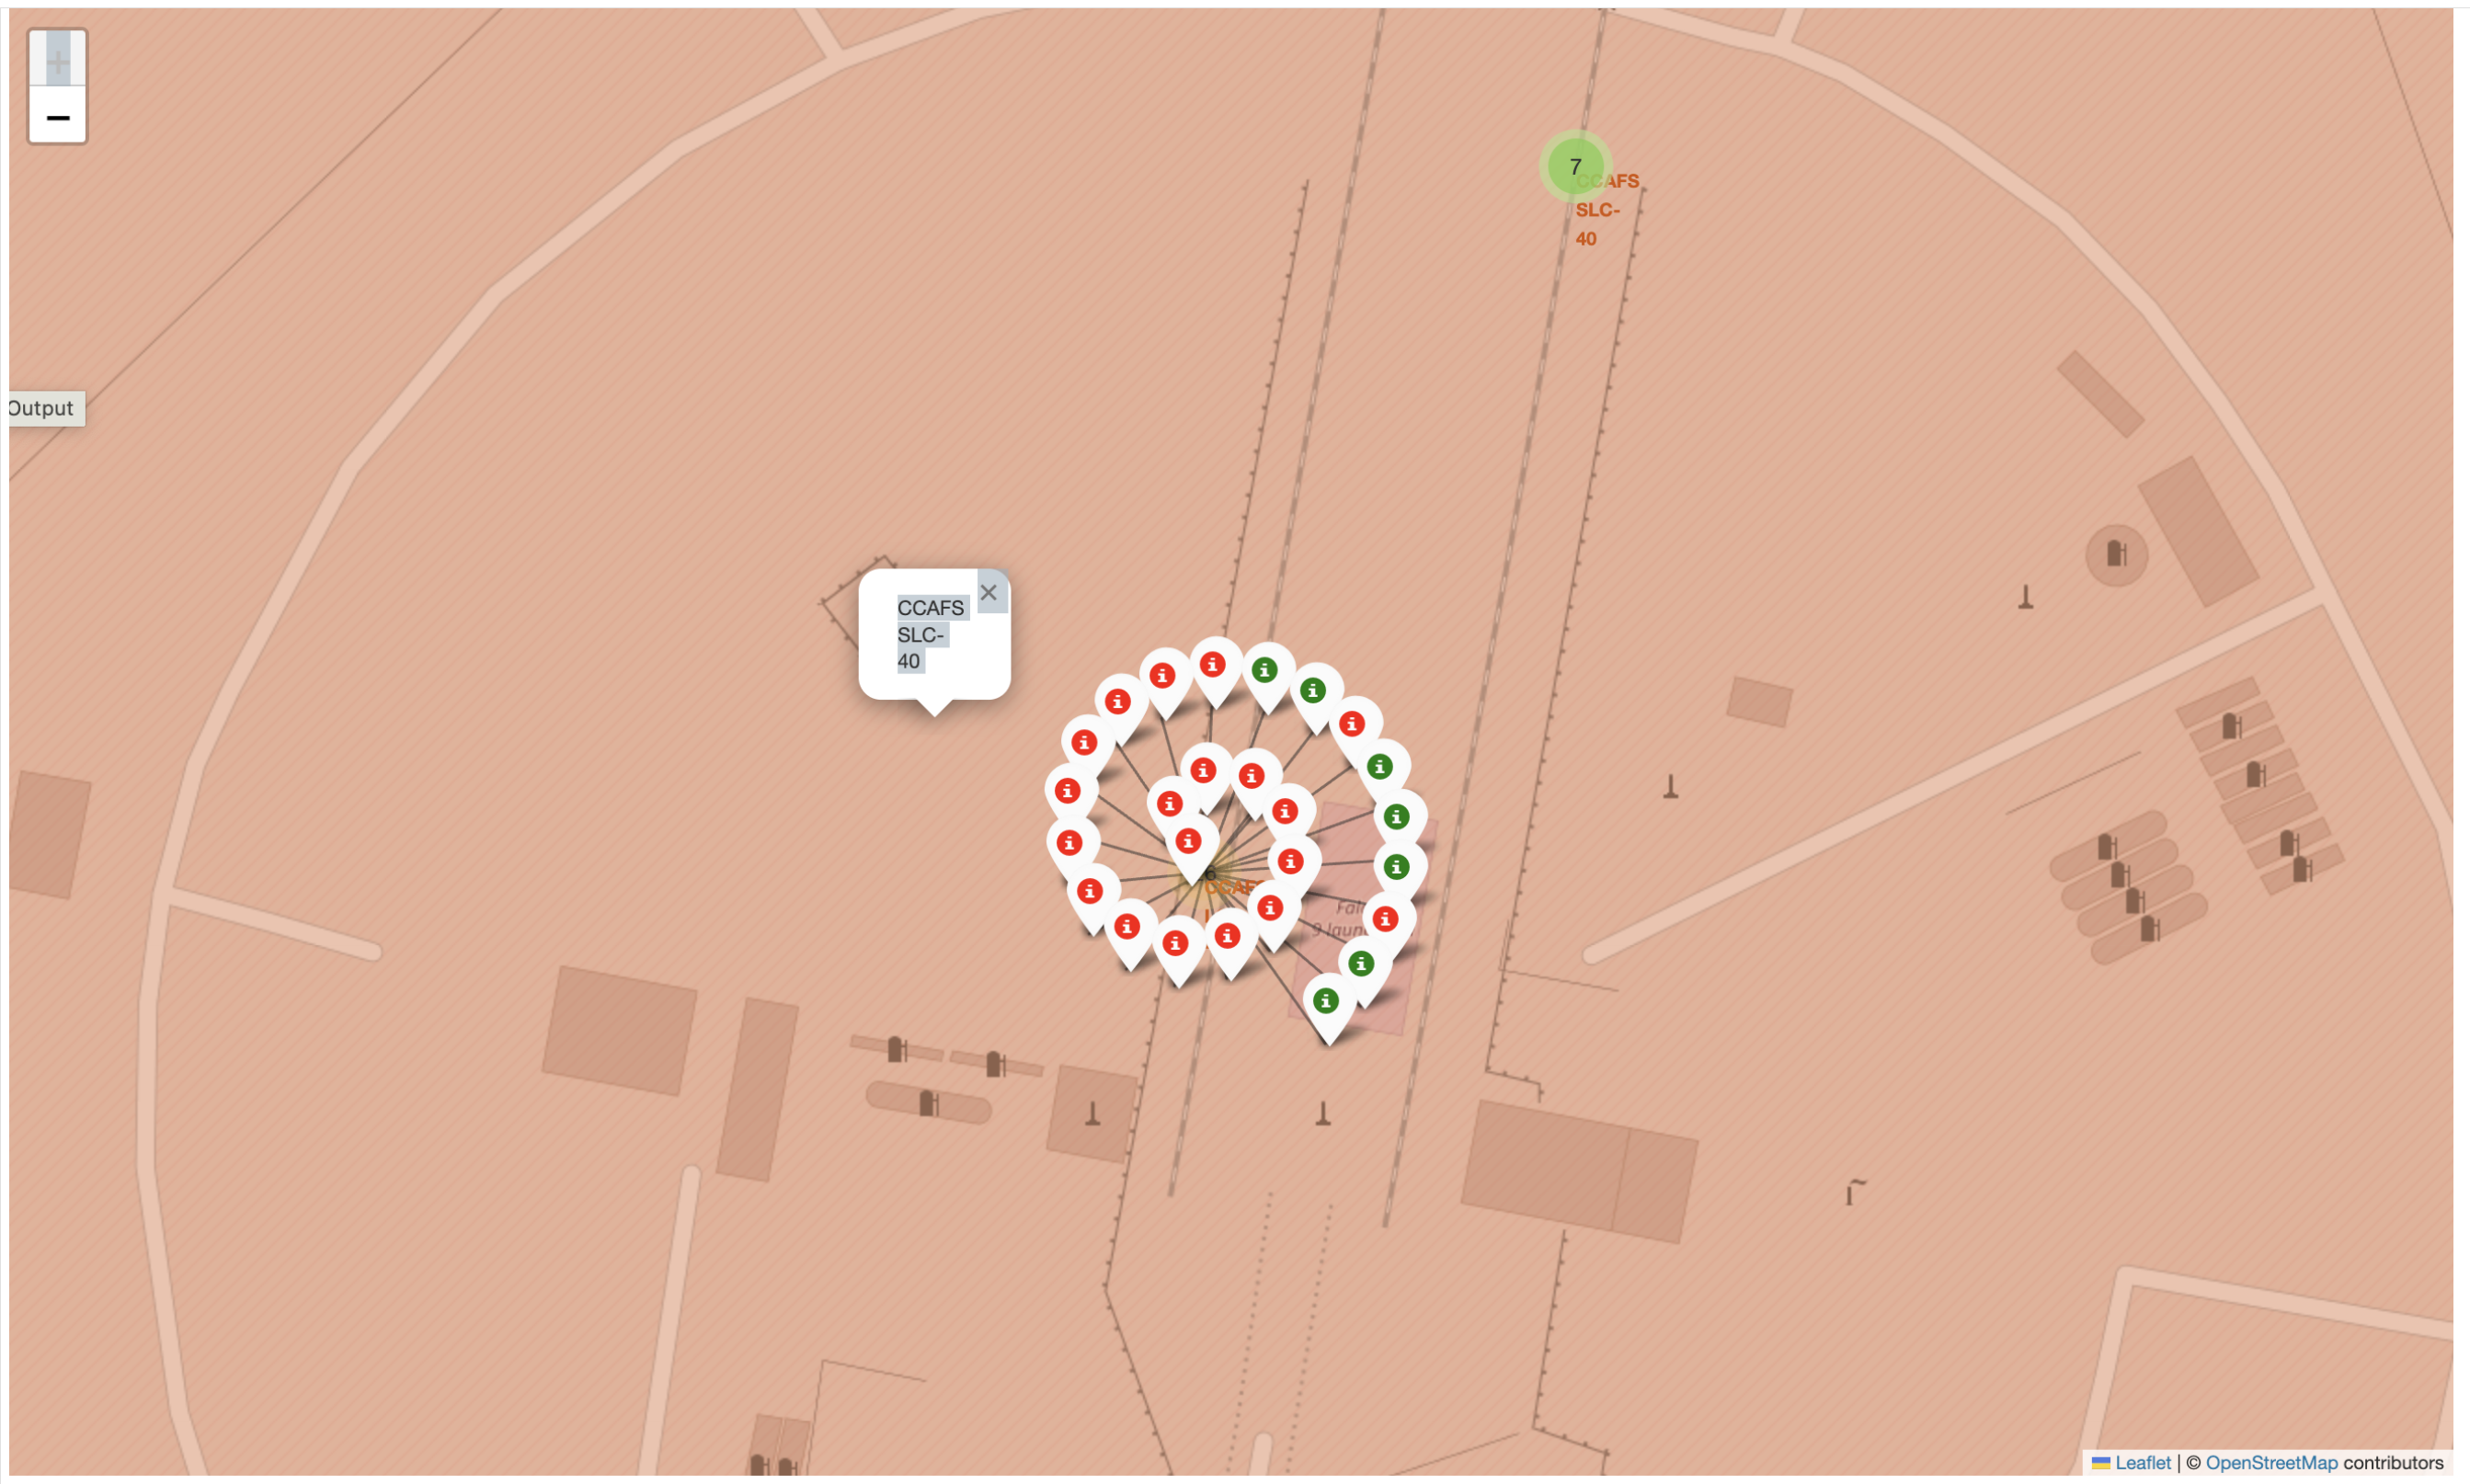 +
−
7
CCAFS
SLC-
40
Output
CCAFS
SLC-
40
×
Leaflet | © OpenStreetMap contributors